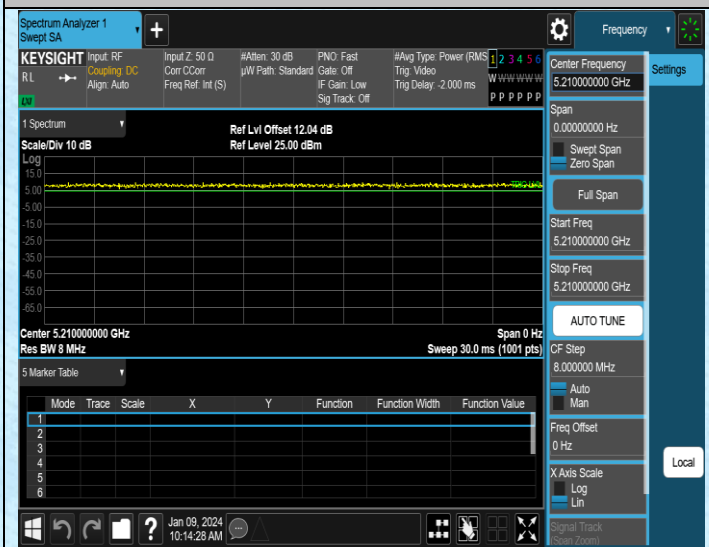 Spectrum Analyzer 1
Swept SA
Frequency
KEYSIGHT
RL
Input: RF
Coupling: DC
Align: Auto
Input Z: 50 Ω
Corr CCorr
Freq Ref: Int (S)
#Atten: 30 dB
µW Path: Standard
PNO: Fast
Gate: Off
IF Gain: Low
Sig Track: Off
#Avg Type: Power (RMS
Trig: Video
Trig Delay: -2.000 ms
1 2 3 4 5 6
W W W W W W
P P P P P P
Settings
1 Spectrum
Scale/Div 10 dB
Ref Lvl Offset 12.04 dB
Ref Level 25.00 dBm
Log
15.0
5.00
-5.00
-15.0
-25.0
-35.0
-45.0
-55.0
-65.0
Center 5.210000000 GHz
Res BW 8 MHz
Span 0 Hz
Sweep 30.0 ms (1001 pts)
5 Marker Table
Mode Trace Scale X Y Function Function Width Function Value
1
2
3
4
5
6
Center Frequency
5.210000000 GHz
Span
0.00000000 Hz
Swept Span
Zero Span
Full Span
Start Freq
5.210000000 GHz
Stop Freq
5.210000000 GHz
AUTO TUNE
CF Step
8.000000 MHz
Auto
Man
Freq Offset
0 Hz
X Axis Scale
Log
Lin
Signal Track
(Span Zoom)
Local
Jan 09, 2024
10:14:28 AM